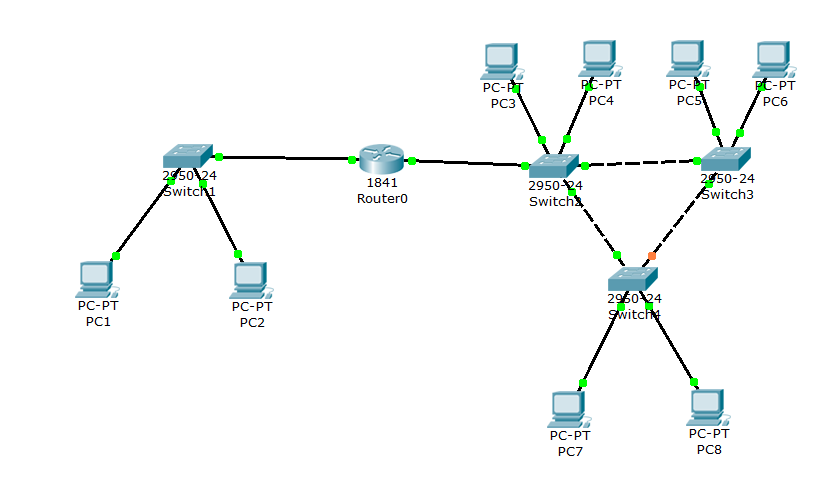 PC-PT
PC3
PC-PT
PC4
PC-PT
PC5
PC-PT
PC6
2950-24
Switch1
1841
Router0
2950-24
Switch2
2950-24
Switch3
PC-PT
PC1
PC-PT
PC2
2950-24
Switch4
PC-PT
PC7
PC-PT
PC8